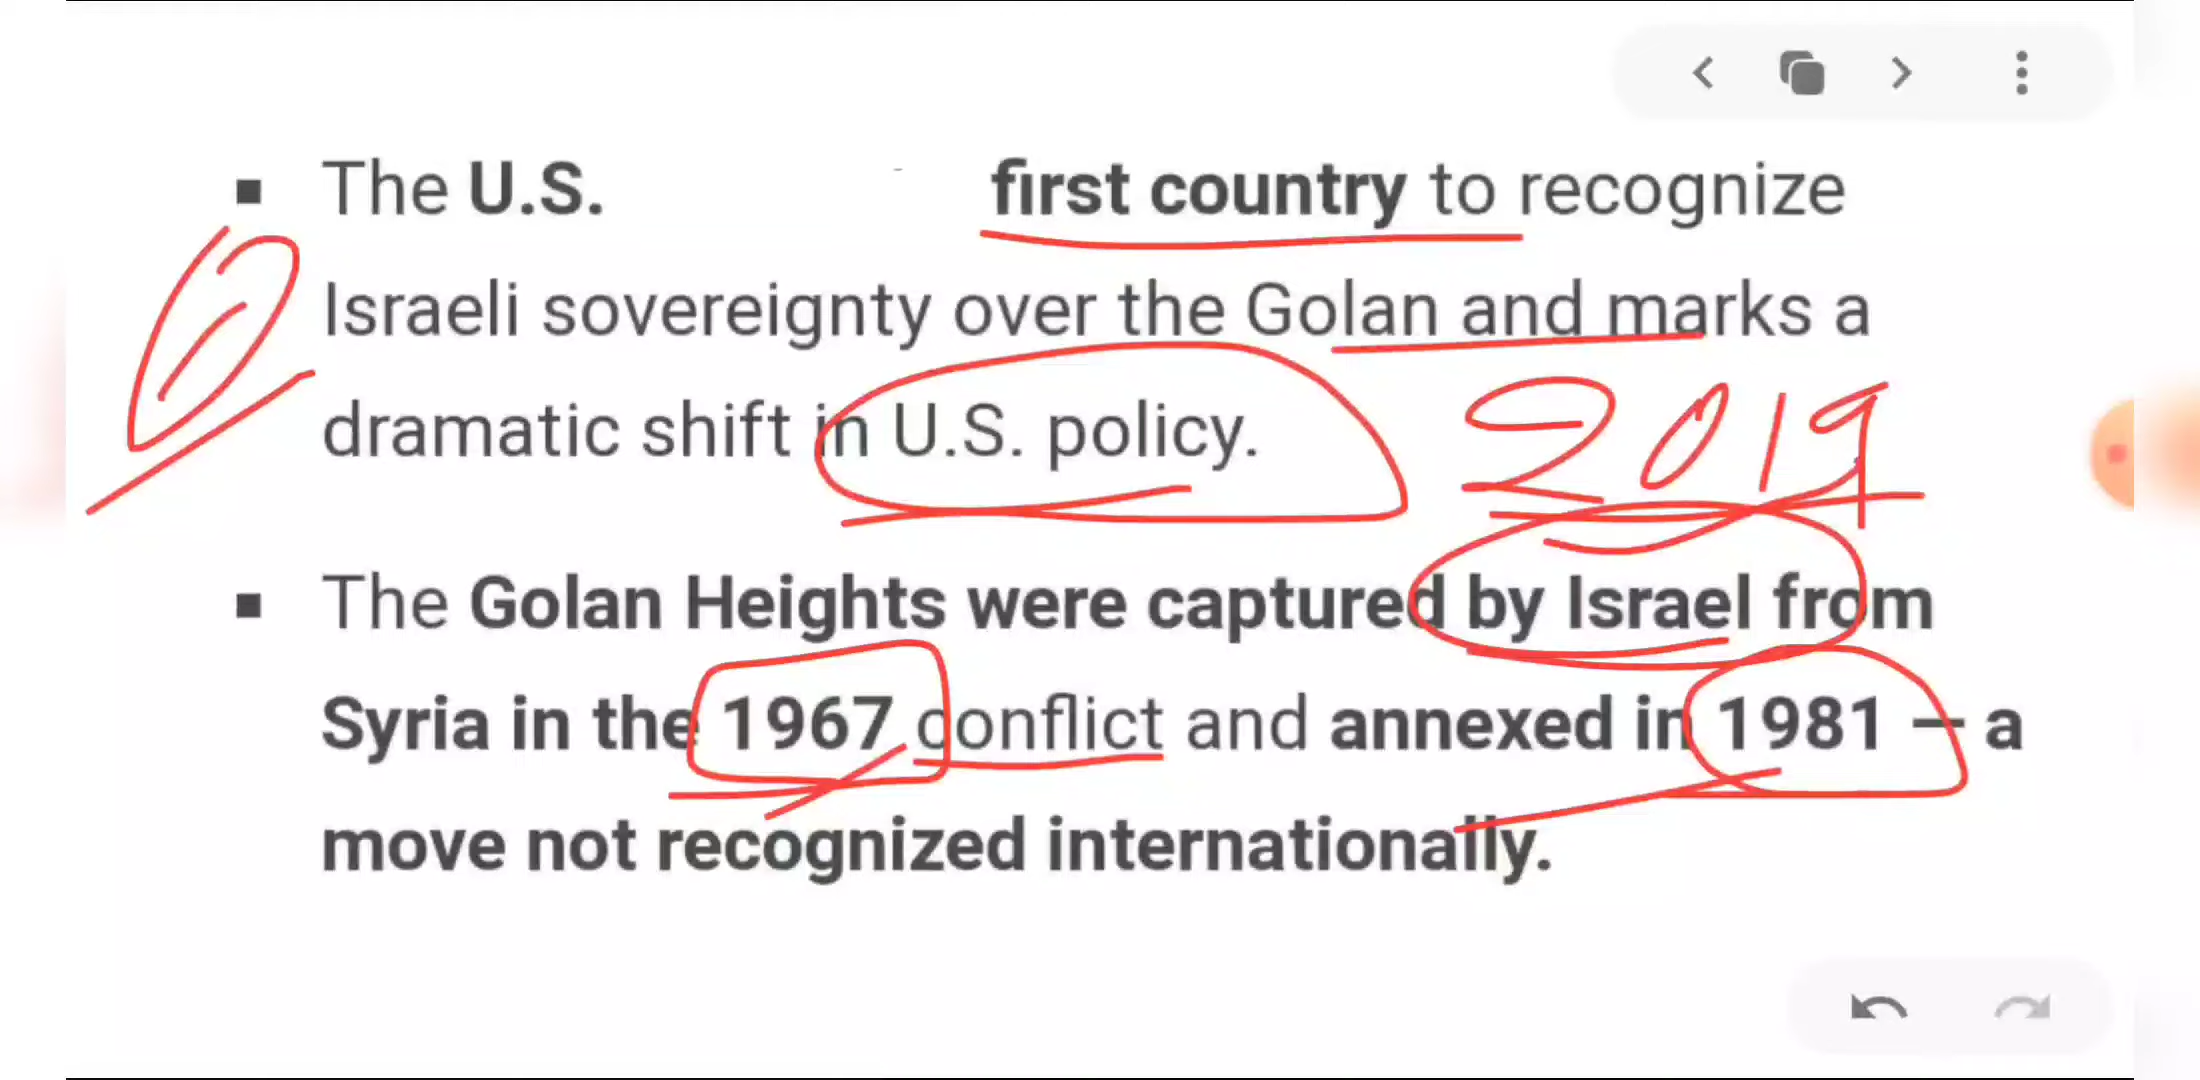 ▪ The U.S. first country to recognize
Israeli sovereignty over the Golan and marks a
dramatic shift in U.S. policy.
2019
▪ The Golan Heights were captured by Israel from
Syria in the 1967 conflict and annexed in 1981 – a
move not recognized internationally.